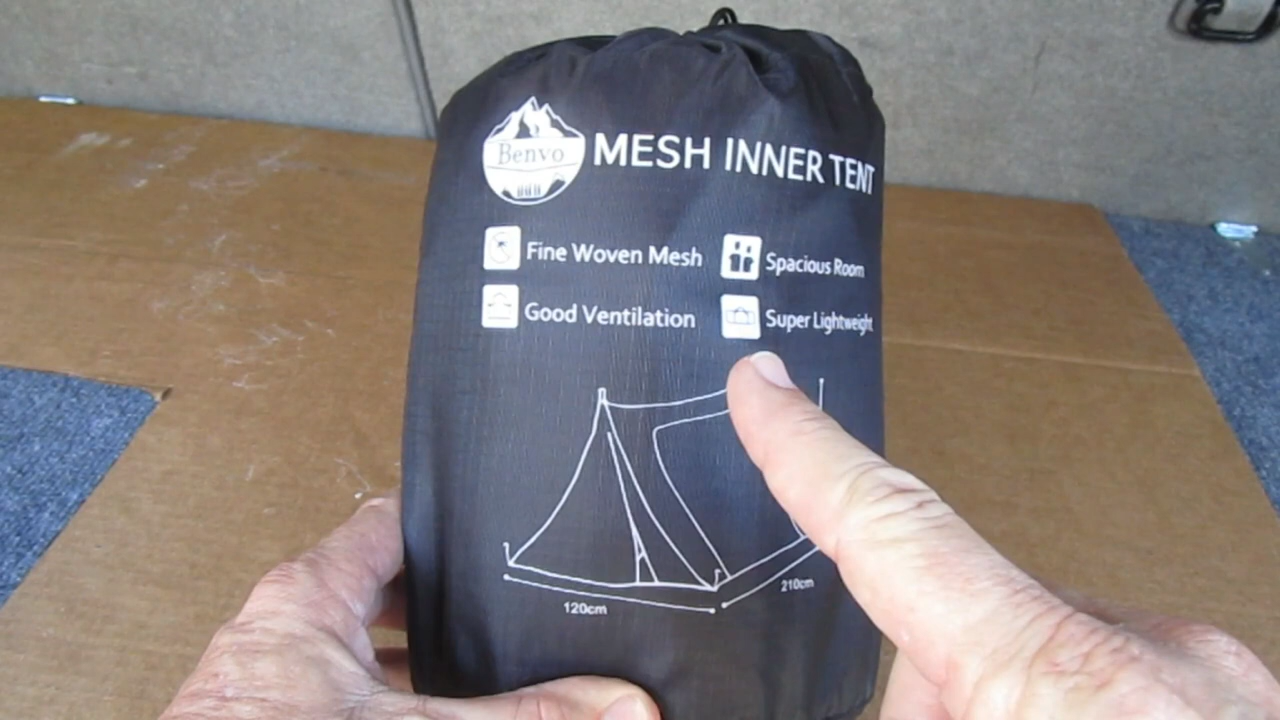 Benvo
MESH INNER TENT
Fine Woven Mesh
Spacious Room
Good Ventilation
Super Lightweight
120cm
210cm